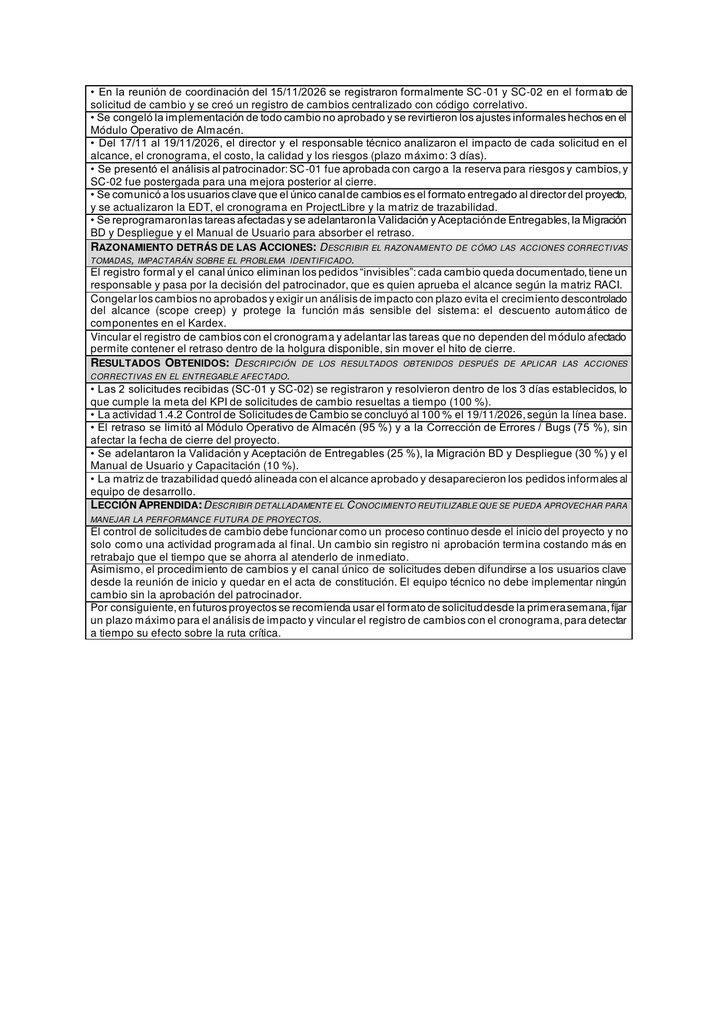 • En la reunión de coordinación del 15/11/2026 se registraron formalmente SC-01 y SC-02 en el formato de
solicitud de cambio y se creó un registro de cambios centralizado con código correlativo.
• Se congeló la implementación de todo cambio no aprobado y se revirtieron los ajustes informales hechos en el
Módulo Operativo de Almacén.
• Del 17/11 al 19/11/2026, el director y el responsable técnico analizaron el impacto de cada solicitud en el
alcance, el cronograma, el costo, la calidad y los riesgos (plazo máximo: 3 días).
• Se presentó el análisis al patrocinador: SC-01 fue aprobada con cargo a la reserva para riesgos y cambios, y
SC-02 fue postergada para una mejora posterior al cierre.
• Se comunicó a los usuarios clave que el único canal de cambios es el formato entregado al director del proyecto,
y se actualizaron la EDT, el cronograma en ProjectLibre y la matriz de trazabilidad.
• Se reprogramaron las tareas afectadas y se adelantaron la Validación y Aceptación de Entregables, la Migración
BD y Despliegue y el Manual de Usuario para absorber el retraso.
RAZONAMIENTO DETRÁS DE LAS ACCIONES: DESCRIBIR EL RAZONAMIENTO DE CÓMO LAS ACCIONES CORRECTIVAS
TOMADAS, IMPACTARÁN SOBRE EL PROBLEMA IDENTIFICADO.
El registro formal y el canal único eliminan los pedidos “invisibles”: cada cambio queda documentado, tiene un
responsable y pasa por la decisión del patrocinador, que es quien aprueba el alcance según la matriz RACI.
Congelar los cambios no aprobados y exigir un análisis de impacto con plazo evita el crecimiento descontrolado
del alcance (scope creep) y protege la función más sensible del sistema: el descuento automático de
componentes en el Kardex.
Vincular el registro de cambios con el cronograma y adelantar las tareas que no dependen del módulo afectado
permite contener el retraso dentro de la holgura disponible, sin mover el hito de cierre.
RESULTADOS OBTENIDOS: DESCRIPCIÓN DE LOS RESULTADOS OBTENIDOS DESPUÉS DE APLICAR LAS ACCIONES
CORRECTIVAS EN EL ENTREGABLE AFECTADO.
• Las 2 solicitudes recibidas (SC-01 y SC-02) se registraron y resolvieron dentro de los 3 días establecidos, lo
que cumple la meta del KPI de solicitudes de cambio resueltas a tiempo (100 %).
• La actividad 1.4.2 Control de Solicitudes de Cambio se concluyó al 100 % el 19/11/2026, según la línea base.
• El retraso se limitó al Módulo Operativo de Almacén (95 %) y a la Corrección de Errores / Bugs (75 %), sin
afectar la fecha de cierre del proyecto.
• Se adelantaron la Validación y Aceptación de Entregables (25 %), la Migración BD y Despliegue (30 %) y el
Manual de Usuario y Capacitación (10 %).
• La matriz de trazabilidad quedó alineada con el alcance aprobado y desaparecieron los pedidos informales al
equipo de desarrollo.
LECCIÓN APRENDIDA: DESCRIBIR DETALLADAMENTE EL CONOCIMIENTO REUTILIZABLE QUE SE PUEDA APROVECHAR PARA
MANEJAR LA PERFORMANCE FUTURA DE PROYECTOS.
El control de solicitudes de cambio debe funcionar como un proceso continuo desde el inicio del proyecto y no
solo como una actividad programada al final. Un cambio sin registro ni aprobación termina costando más en
retrabajo que el tiempo que se ahorra al atenderlo de inmediato.
Asimismo, el procedimiento de cambios y el canal único de solicitudes deben difundirse a los usuarios clave
desde la reunión de inicio y quedar en el acta de constitución. El equipo técnico no debe implementar ningún
cambio sin la aprobación del patrocinador.
Por consiguiente, en futuros proyectos se recomienda usar el formato de solicitud desde la primera semana, fijar
un plazo máximo para el análisis de impacto y vincular el registro de cambios con el cronograma, para detectar
a tiempo su efecto sobre la ruta crítica.